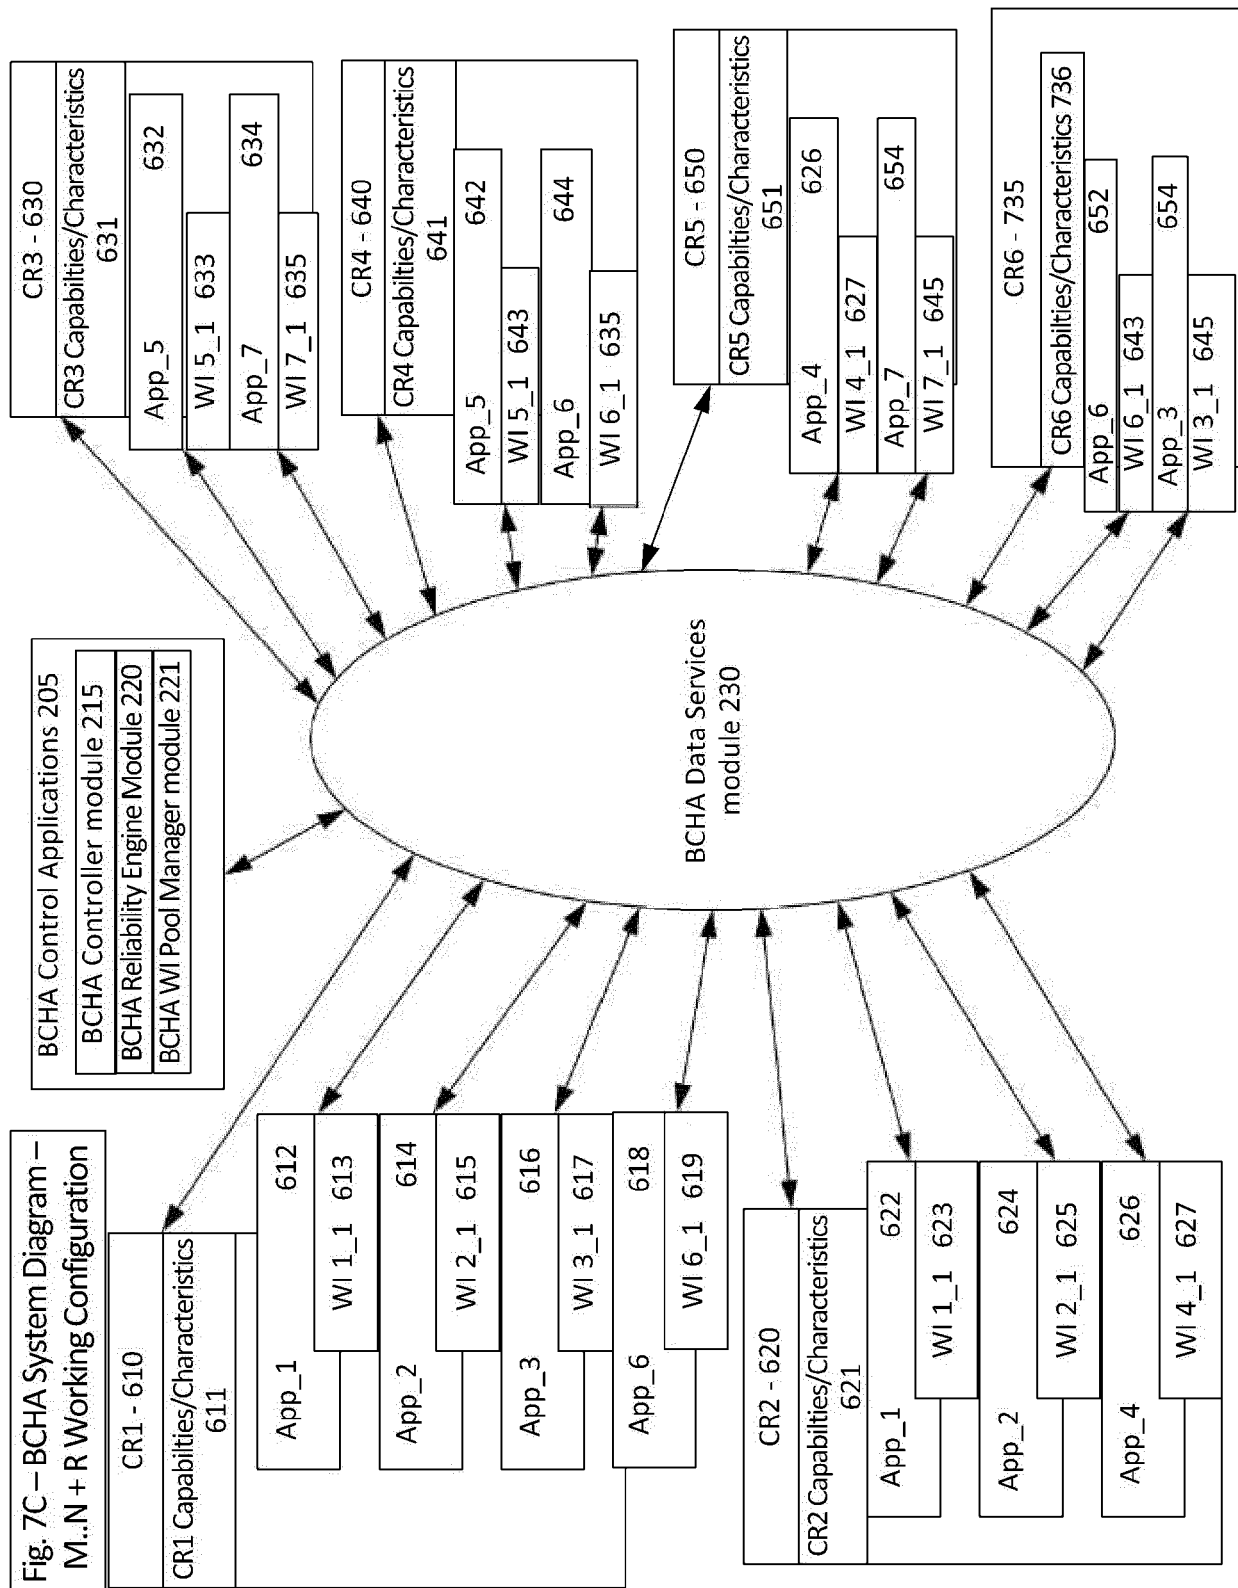 Fig. 7C – BCHA System Diagram –
M..N + R Working Configuration
BCHA Control Applications 205
BCHA Controller module 215
BCHA Reliability Engine Module 220
BCHA WI Pool Manager module 221
CR1 - 610
CR1 Capabilties/Characteristics
611
App_1 612
WI 1_1 613
App_2 614
WI 2_1 615
App_3 616
WI 3_1 617
App_6 618
WI 6_1 619
CR2 - 620
CR2 Capabilties/Characteristics
621
App_1 622
WI 1_1 623
App_2 624
WI 2_1 625
App_4 626
WI 4_1 627
BCHA Data Services
module 230
CR3 - 630
CR3 Capabilties/Characteristics
631
App_5 632
WI 5_1 633
App_7 634
WI 7_1 635
CR4 - 640
CR4 Capabilties/Characteristics
641
App_5 642
WI 5_1 643
App_6 644
WI 6_1 635
CR5 - 650
CR5 Capabilties/Characteristics
651
App_4 626
WI 4_1 627
App_7 654
WI 7_1 645
CR6 - 735
CR6 Capabilties/Characteristics 736
App_6 652
WI 6_1 643
App_3 654
WI 3_1 645